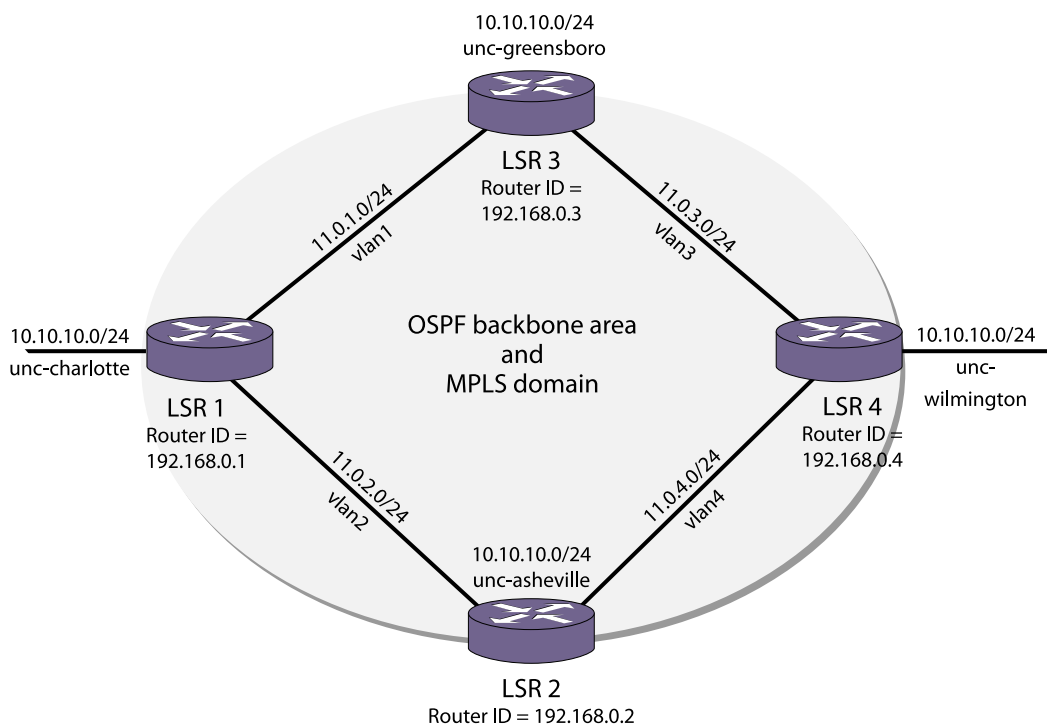 10.10.10.0/24
unc-greensboro
LSR 3
Router ID =
192.168.0.3
11.0.1.0/24
vlan1
11.0.3.0/24
vlan3
10.10.10.0/24
unc-charlotte
LSR 1
Router ID =
192.168.0.1
OSPF backbone area
and
MPLS domain
10.10.10.0/24
unc-
wilmington
LSR 4
Router ID =
192.168.0.4
11.0.2.0/24
vlan2
11.0.4.0/24
vlan4
10.10.10.0/24
unc-asheville
LSR 2
Router ID = 192.168.0.2